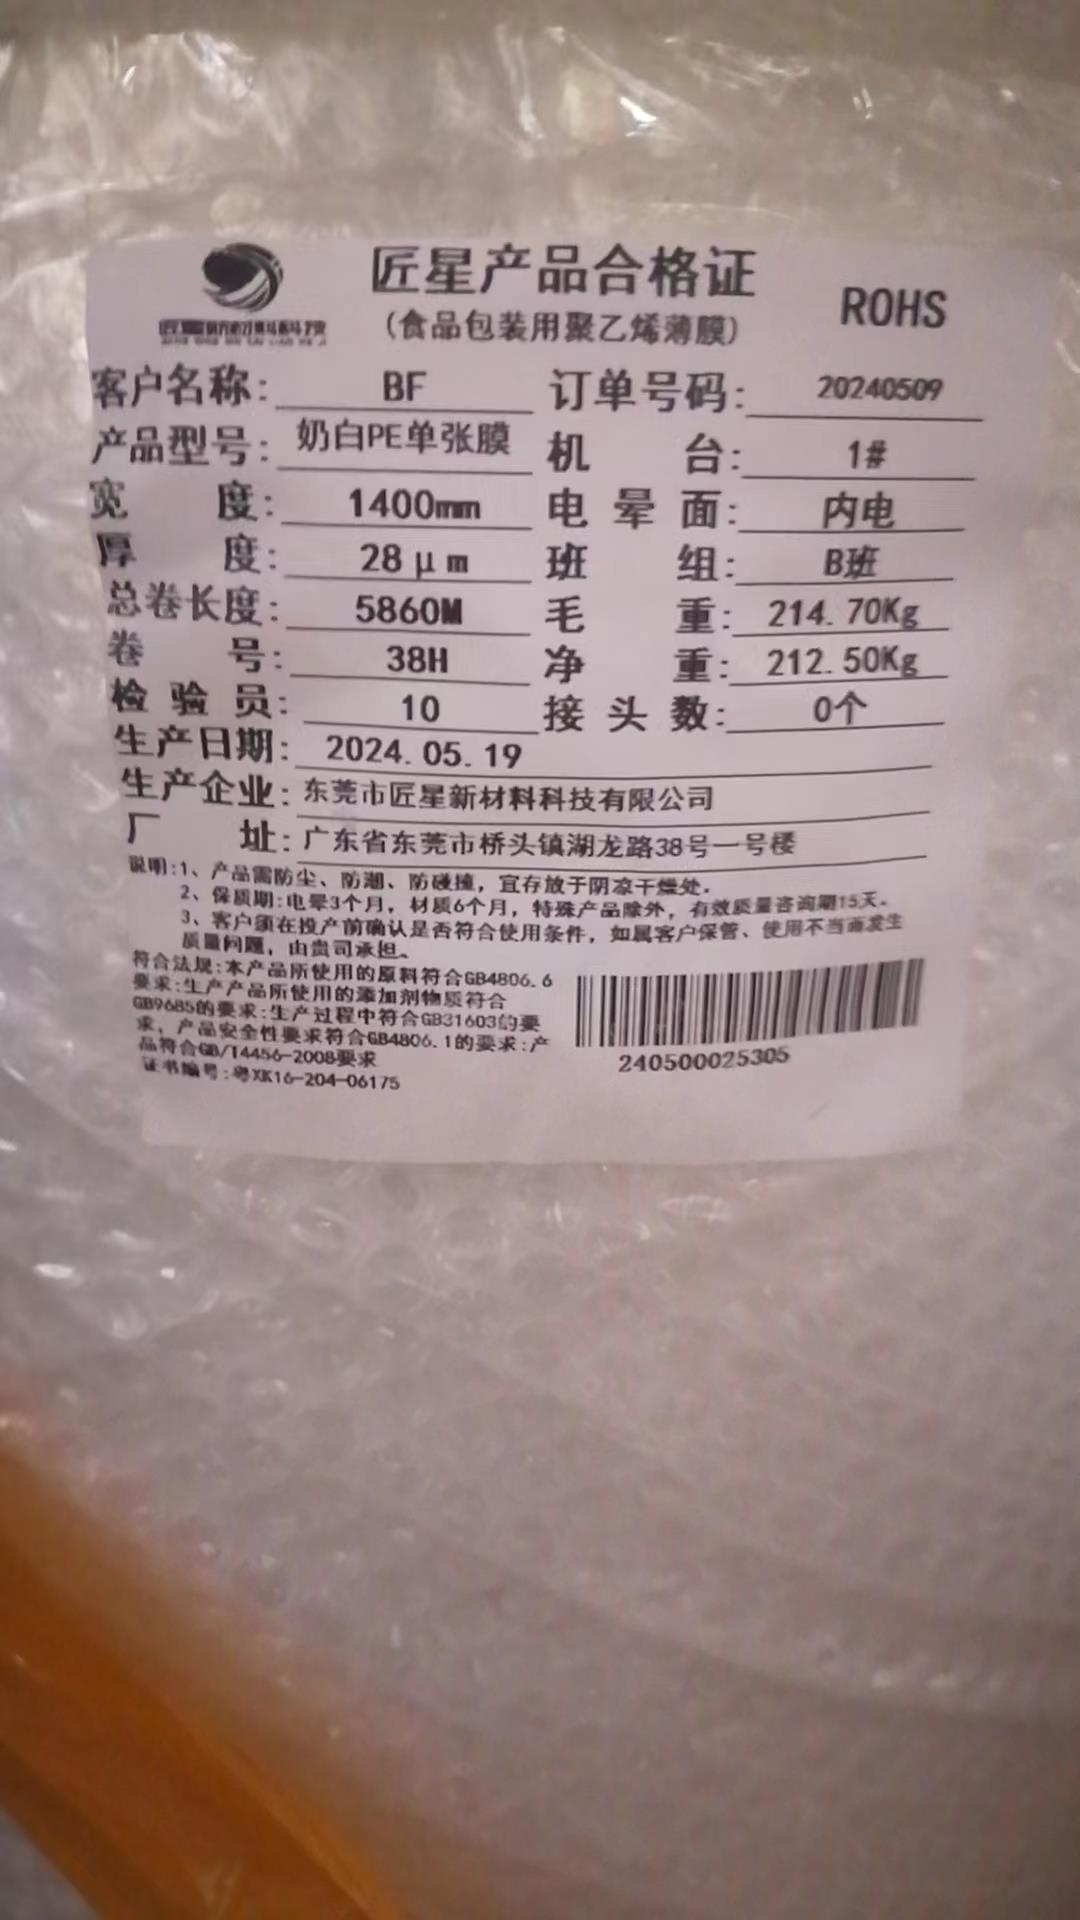 匠星产品合格证
(食品包装用聚乙烯薄膜)
ROHS
客户名称: BF 订单号码: 20240509
产品型号: 奶白PE单张膜 机台: 1#
宽度: 1400mm 电晕面: 内电
厚度: 28μm 班组: B班
总卷长度: 5860M 毛重: 214.70Kg
卷号: 38H 净重: 212.50Kg
检验员: 10 接头数: 0个
生产日期: 2024.05.19
生产企业: 东莞市匠星新材料科技有限公司
厂址: 广东省东莞市桥头镇湖龙路38号一号楼
说明:1、产品需防尘、防潮、防碰撞，宜存放于阴凉干燥处。
2、保质期:电晕3个月，材质6个月，特殊产品除外，有效质量咨询期15天。
3、客户须在投产前确认是否符合使用条件，如属客户保管、使用不当而发生
质量问题，由贵司承担。
符合法规:本产品所使用的原料符合GB4806.6
要求:生产产品所使用的添加剂物质符合
GB9685的要求:生产过程中符合GB31603的要
求，产品安全性要求符合GB4806.1的要求:产
品符合GB/T4456-2008要求
证书编号:粤XK16-204-06175
240500025305